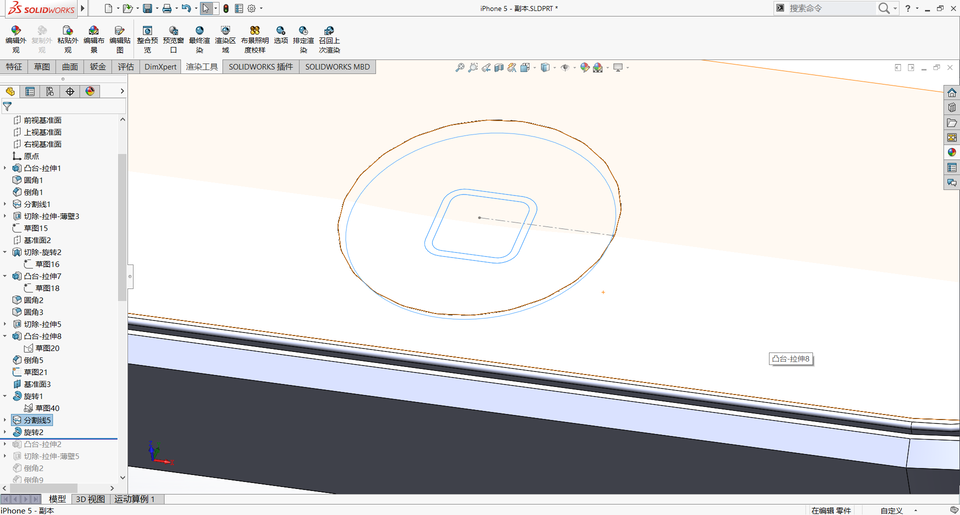 SOLIDWORKS
iPhone 5 - 副本.SLDPRT *
搜索命令
编辑外观
复制外观
粘贴外观
编辑布景
编辑贴图
整合预览
预览窗口
最终渲染
渲染区域
布景照明度校样
选项
排定渲染
召回上次渲染
特征 草图 曲面 钣金 评估 DimXpert 渲染工具 SOLIDWORKS 插件 SOLIDWORKS MBD
前视基准面
上视基准面
右视基准面
原点
凸台-拉伸1
圆角1
倒角1
分割线1
切除-拉伸-薄壁3
草图15
基准面2
切除-旋转2
草图16
凸台-拉伸7
草图18
圆角2
圆角3
切除-拉伸5
凸台-拉伸8
草图20
倒角5
草图21
基准面3
旋转1
草图40
分割线5
旋转2
凸台-拉伸2
切除-拉伸-薄壁5
倒角2
倒角9
凸台-拉伸8
模型 3D 视图 运动算例 1
iPhone 5 - 副本
在编辑 零件
自定义